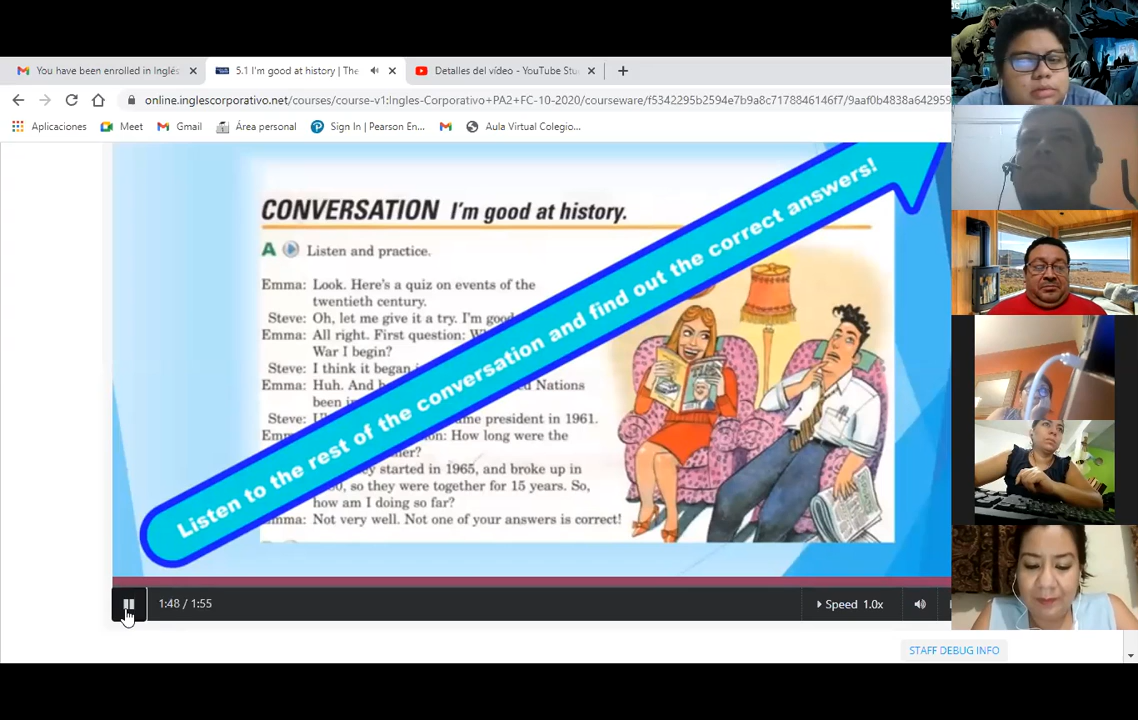 You have been enrolled in Inglés
5.1 I'm good at history | The
Detalles del vídeo - YouTube Stu
online.inglescorporativo.net/courses/course-v1:Ingles-Corporativo+PA2+FC-10-2020/courseware/f5342295b2594e7b9a8c7178846146f7/9aaf0b4838a642959
Aplicaciones
Meet
Gmail
Área personal
Sign In | Pearson En...
Aula Virtual Colegio...
CONVERSATION I'm good at history.
A Listen and practice.
Emma: Look. Here's a quiz on events of the
twentieth century.
Steve: Oh, let me give it a try. I'm good
Emma: All right. First question:
War I begin?
Steve: I think it began
Emma: Huh. And Nations
been
Steve: president in 1961.
How long were the
started in 1965, and broke up in
so they were together for 15 years. So,
how am I doing so far?
Emma: Not very well. Not one of your answers is correct!
Listen to the rest of the conversation and find out the correct answers!
1:48 / 1:55
Speed 1.0x
STAFF DEBUG INFO